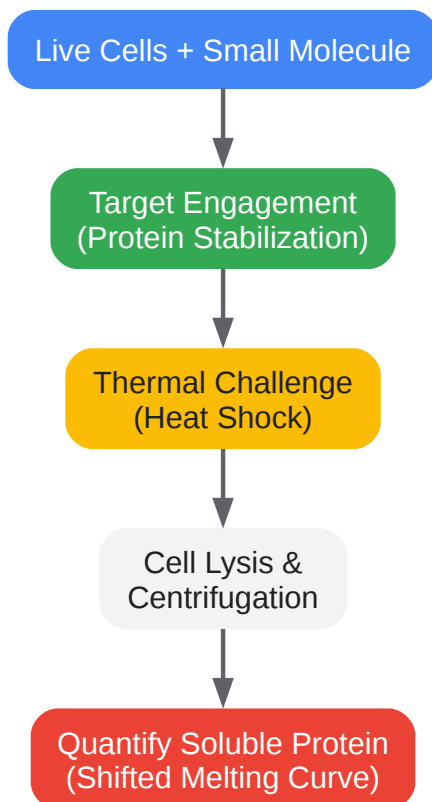 Live Cells + Small Molecule
Target Engagement
(Protein Stabilization)
Thermal Challenge
(Heat Shock)
Cell Lysis &
Centrifugation
Quantify Soluble Protein
(Shifted Melting Curve)